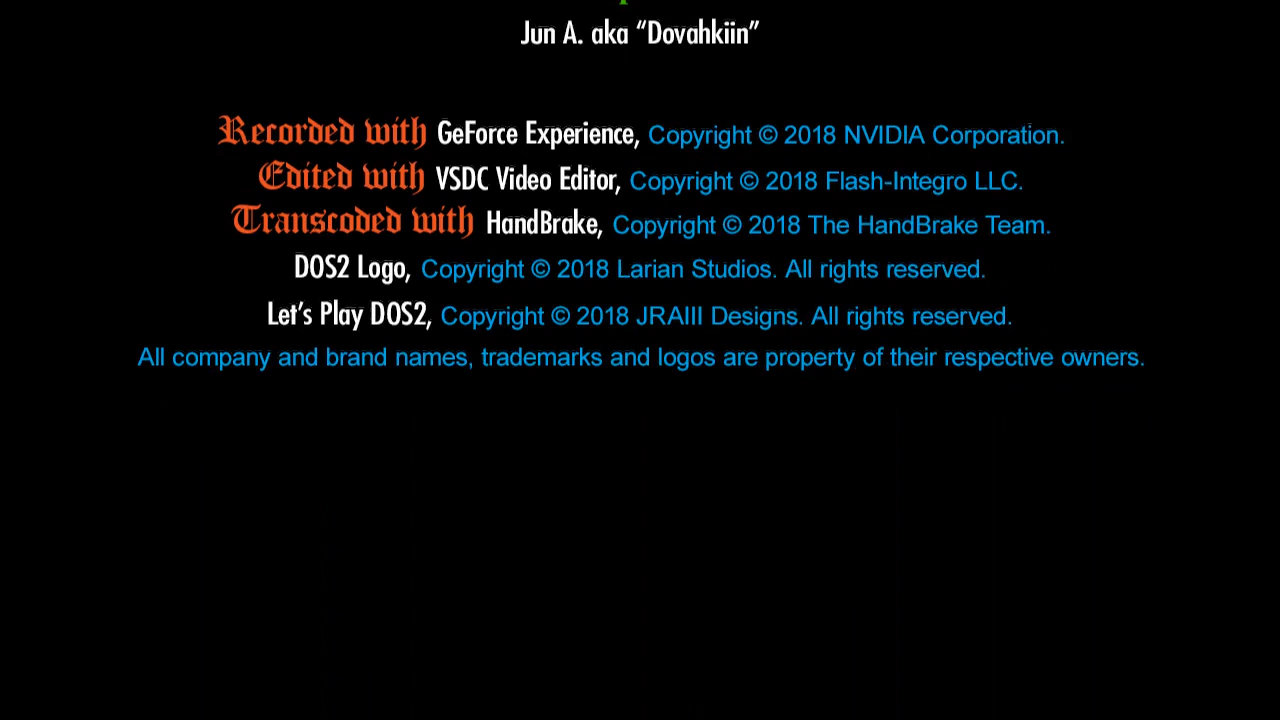 Jun A. aka “Dovahkiin”
Recorded with GeForce Experience, Copyright © 2018 NVIDIA Corporation.
Edited with VSDC Video Editor, Copyright © 2018 Flash-Integro LLC.
Transcoded with HandBrake, Copyright © 2018 The HandBrake Team.
DOS2 Logo, Copyright © 2018 Larian Studios. All rights reserved.
Let’s Play DOS2, Copyright © 2018 JRAIII Designs. All rights reserved.
All company and brand names, trademarks and logos are property of their respective owners.